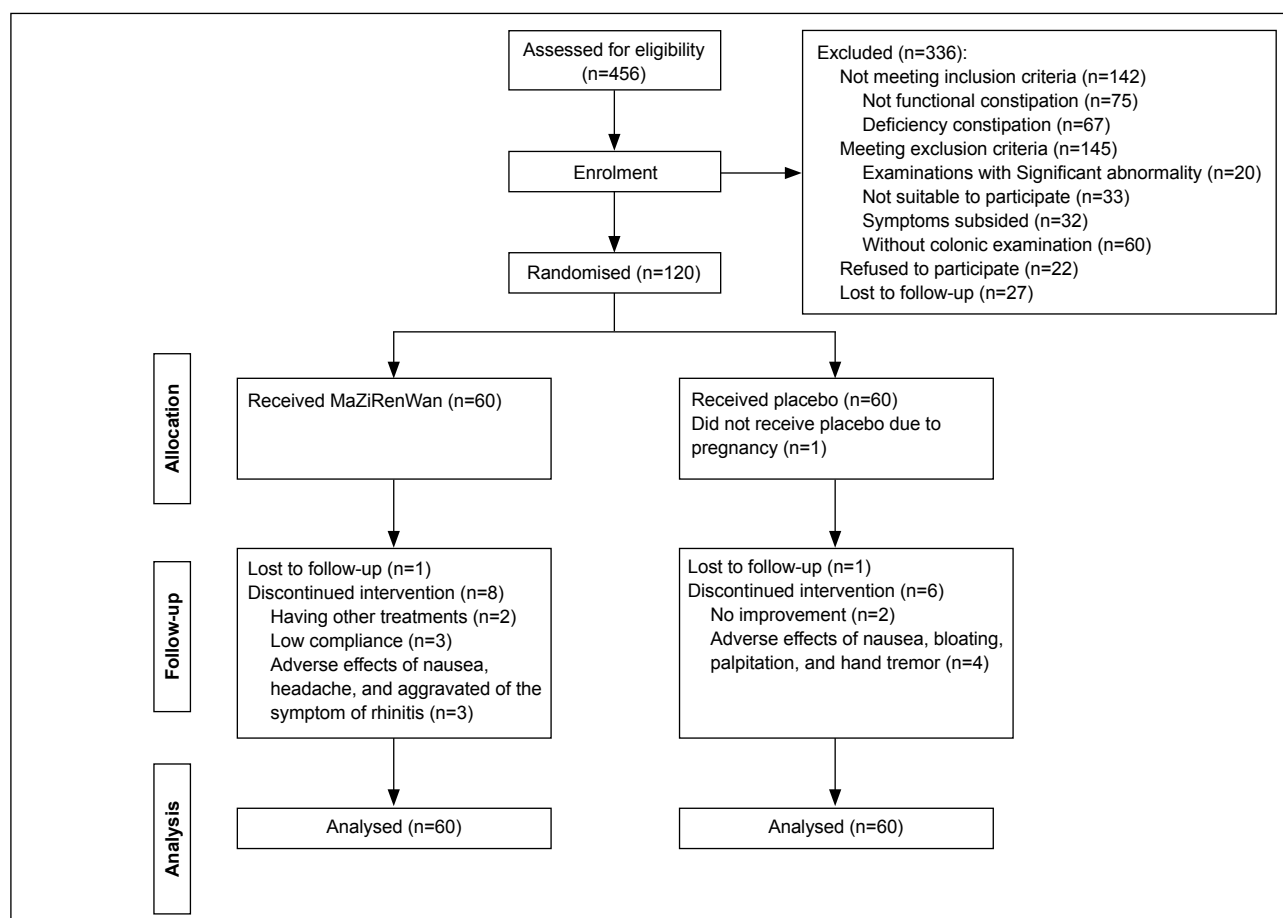 Assessed for eligibility
(n=456)
Excluded (n=336):
Not meeting inclusion criteria (n=142)
Not functional constipation (n=75)
Deficiency constipation (n=67)
Meeting exclusion criteria (n=145)
Examinations with Significant abnormality (n=20)
Not suitable to participate (n=33)
Symptoms subsided (n=32)
Without colonic examination (n=60)
Refused to participate (n=22)
Lost to follow-up (n=27)
Enrolment
Randomised (n=120)
Allocation
Received MaZiRenWan (n=60)
Received placebo (n=60)
Did not receive placebo due to
pregnancy (n=1)
Follow-up
Lost to follow-up (n=1)
Discontinued intervention (n=8)
Having other treatments (n=2)
Low compliance (n=3)
Adverse effects of nausea,
headache, and aggravated of the
symptom of rhinitis (n=3)
Lost to follow-up (n=1)
Discontinued intervention (n=6)
No improvement (n=2)
Adverse effects of nausea, bloating,
palpitation, and hand tremor (n=4)
Analysis
Analysed (n=60)
Analysed (n=60)